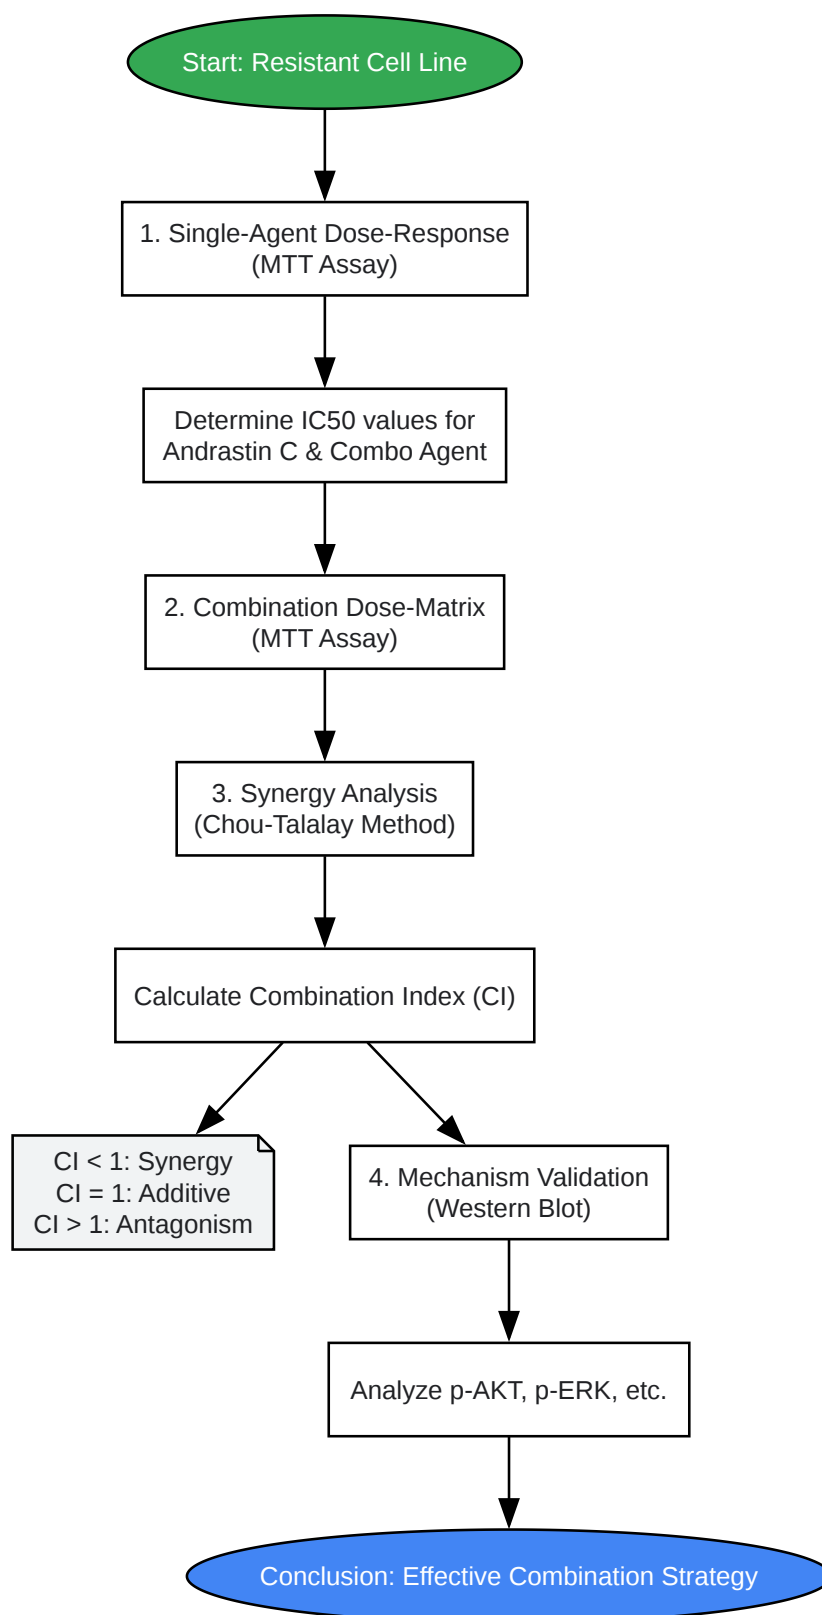 Start: Resistant Cell Line
1. Single-Agent Dose-Response
(MTT Assay)
Determine IC50 values for
Andrastin C & Combo Agent
2. Combination Dose-Matrix
(MTT Assay)
3. Synergy Analysis
(Chou-Talalay Method)
Calculate Combination Index (CI)
CI < 1: Synergy
CI = 1: Additive
CI > 1: Antagonism
4. Mechanism Validation
(Western Blot)
Analyze p-AKT, p-ERK, etc.
Conclusion: Effective Combination Strategy